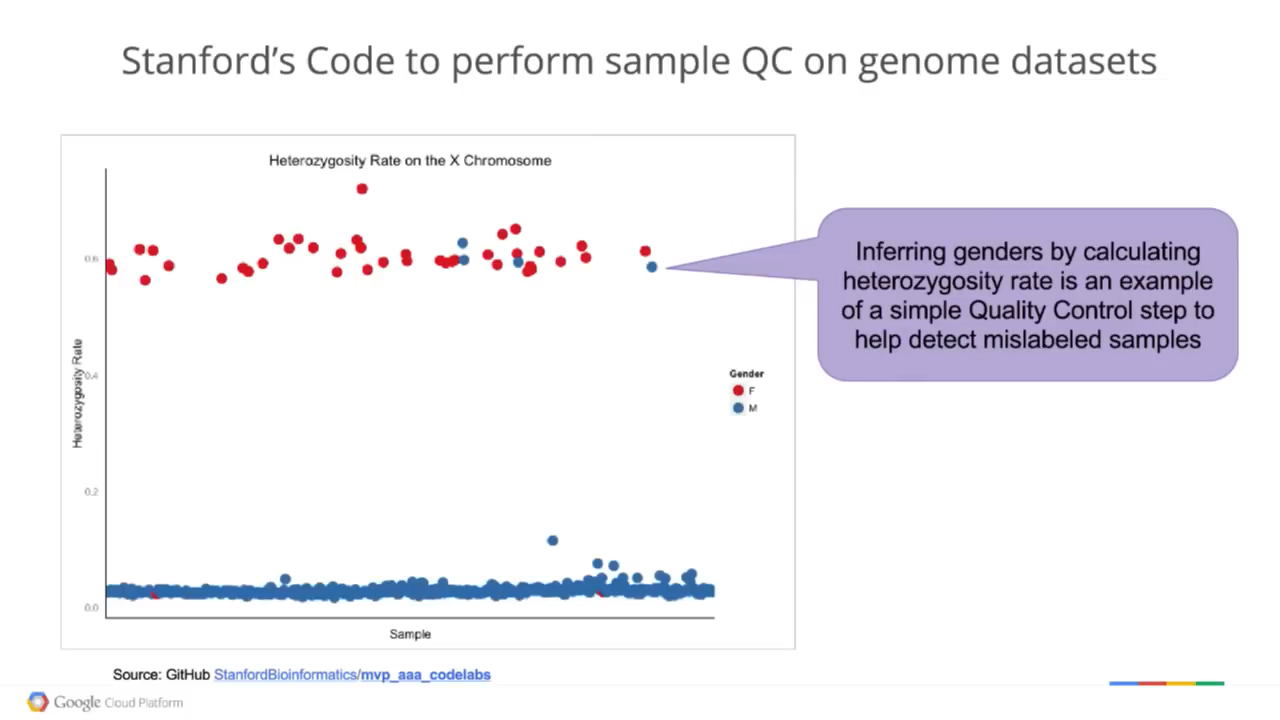 Stanford's Code to perform sample QC on genome datasets
Heterozygosity Rate on the X Chromosome
0.6
0.4
0.2
0.0
Heterozygosity Rate
Sample
Gender
F
M
Inferring genders by calculating
heterozygosity rate is an example
of a simple Quality Control step to
help detect mislabeled samples
Source: GitHub StanfordBioinformatics/mvp_aaa_codelabs
Google Cloud Platform